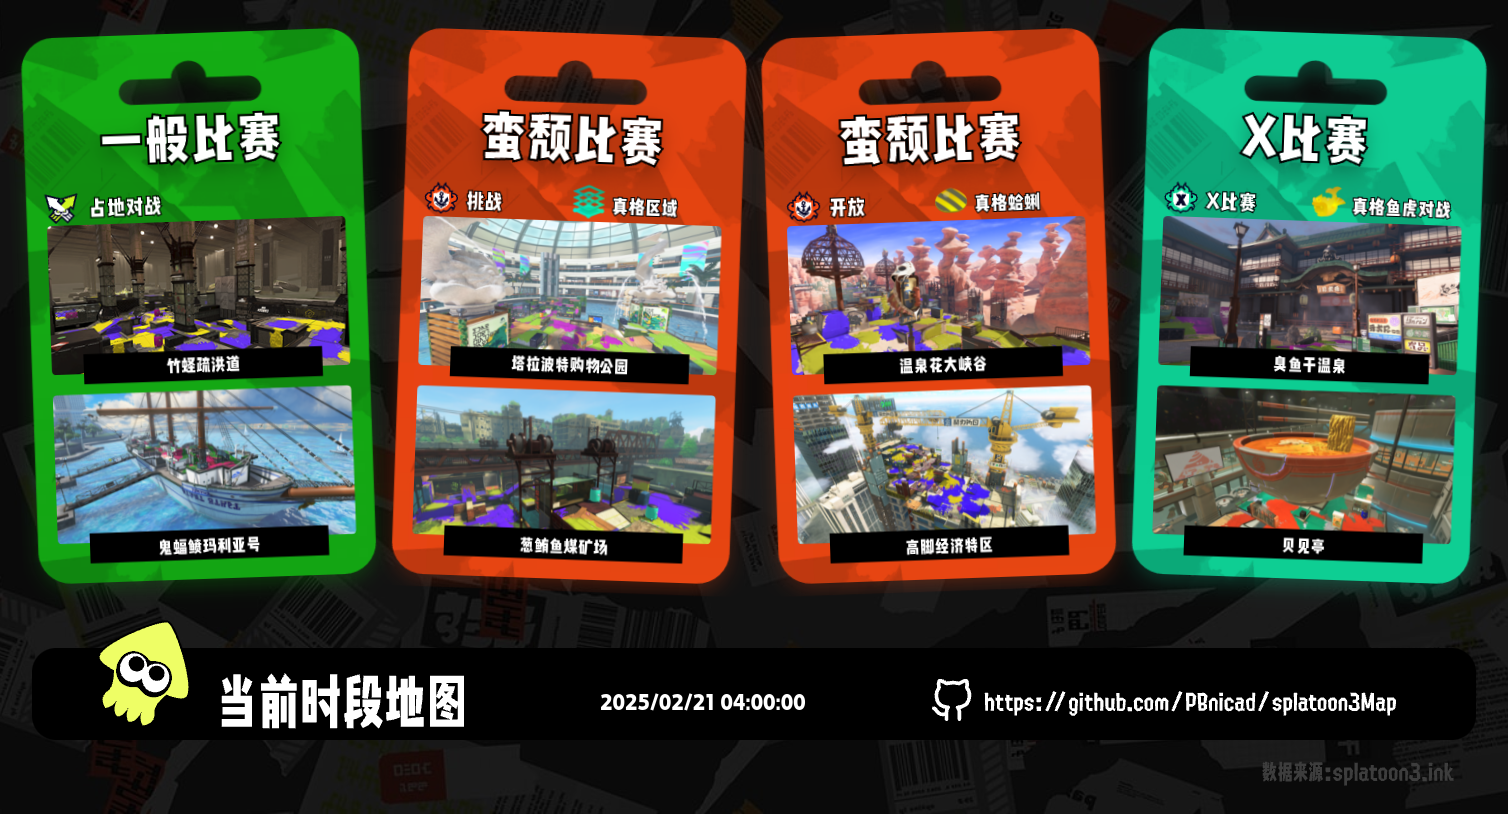 一般比赛
占地对战
竹蛏疏洪道
鬼蝠鲼玛利亚号
蛮颓比赛
挑战
真格区域
塔拉波特购物公园
葱鲔鱼煤矿场
蛮颓比赛
开放
真格蛤蜊
温泉花大峡谷
高脚经济特区
X比赛
X比赛
真格鱼虎对战
臭鱼干温泉
贝见亭
当前时段地图
2025/02/21 04:00:00
https://github.com/PBnicad/splatoon3Map
数据来源:splatoon3.ink